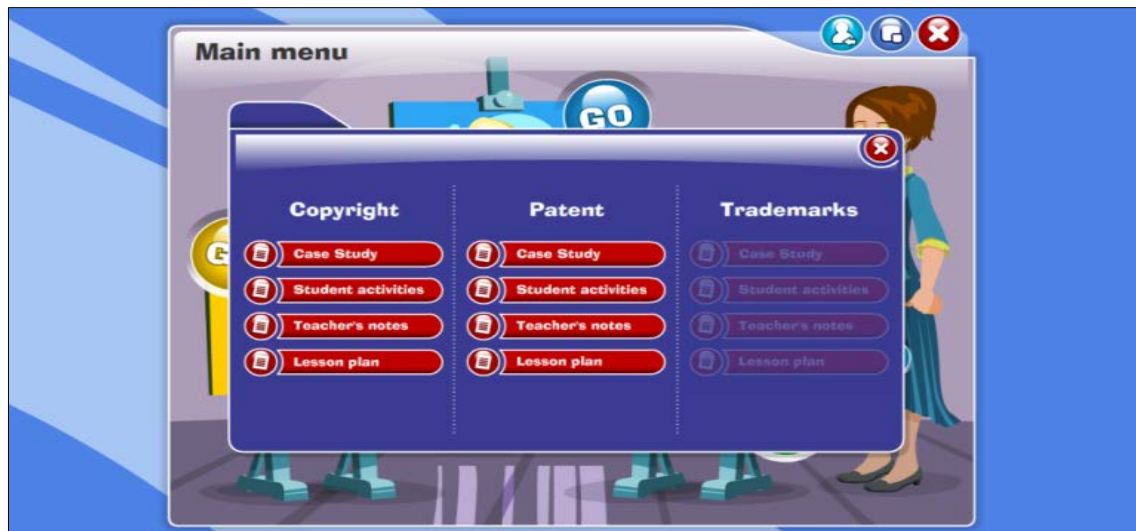 Main menu
GO
Copyright
Case Study
Student activities
Teacher's notes
Lesson plan
Patent
Case Study
Student activities
Teacher's notes
Lesson plan
Trademarks
Case Study
Student activities
Teacher's notes
Lesson plan